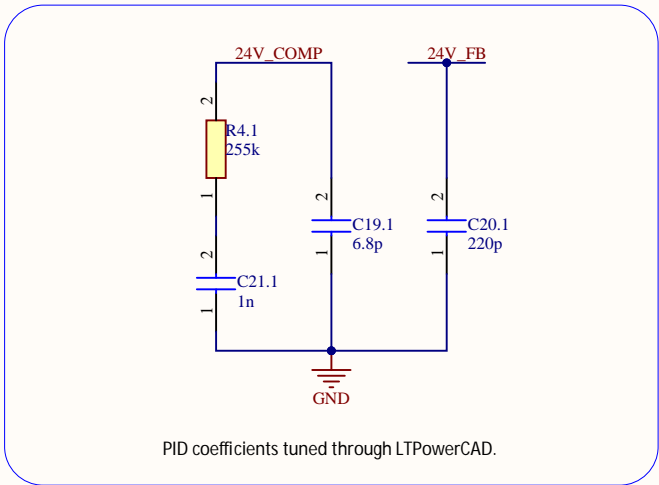 24V_COMP
24V_FB
2
R4.1
255k
1
2
C19.1
6.8p
1
2
C20.1
220p
1
2
C21.1
1n
1
GND
PID coefficients tuned through LTPowerCAD.